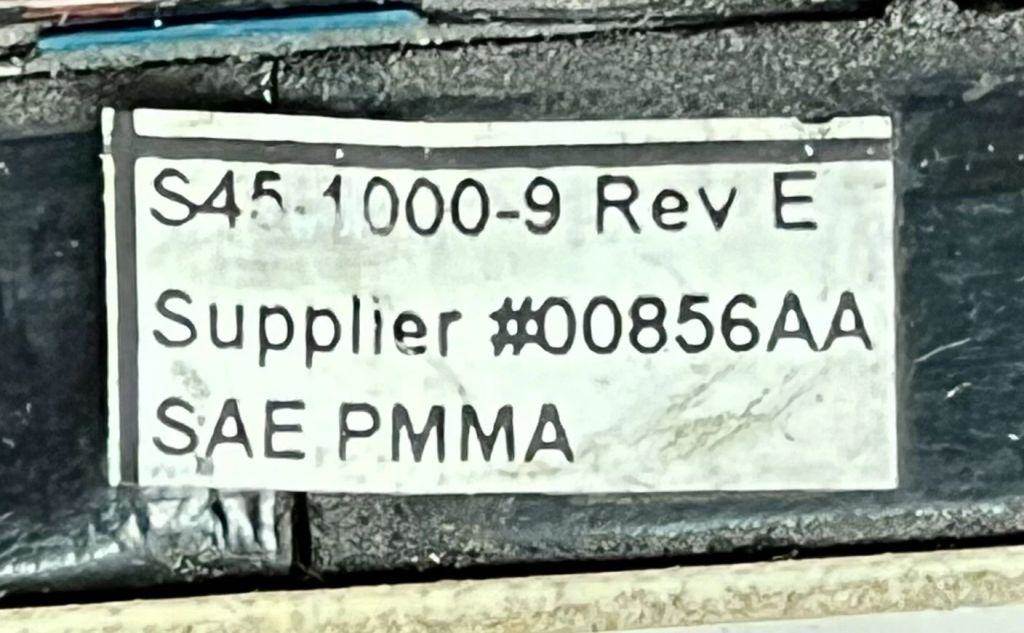 S45-1000-9 Rev E
Supplier #00856AA
SAE PMMA